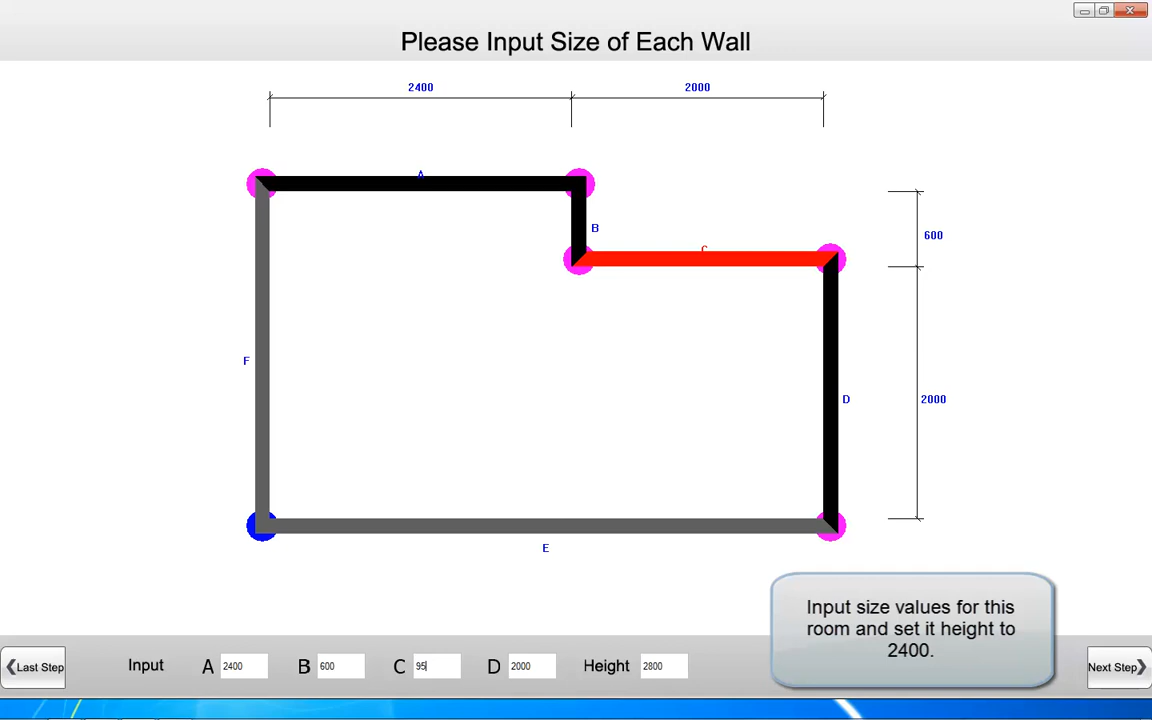 Please Input Size of Each Wall
2400
2000
A
B
600
C
F
D
2000
E
Input size values for this
room and set it height to
2400.
Last Step
Input
A 2400
B 600
C 95
D 2000
Height 2800
Next Step